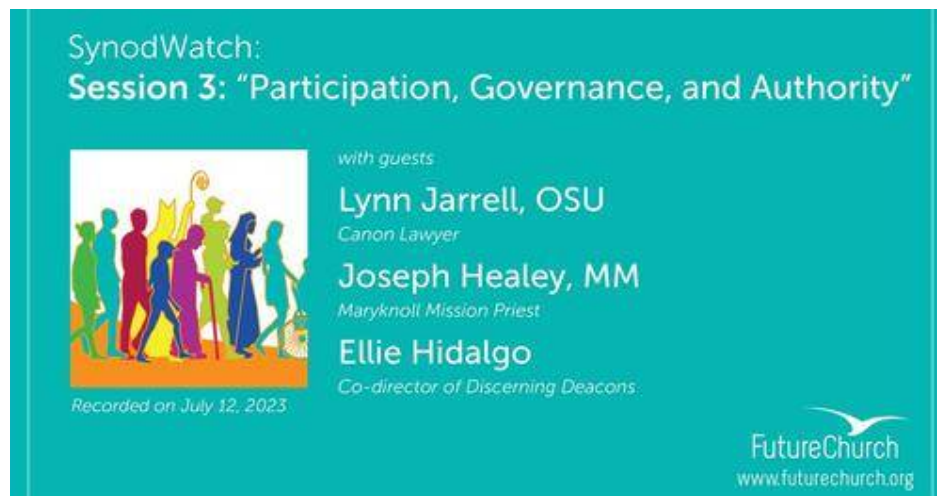 SynodWatch:
Session 3: “Participation, Governance, and Authority”
with guests
Lynn Jarrell, OSU
Canon Lawyer
Joseph Healey, MM
Maryknoll Mission Priest
Ellie Hidalgo
Co-director of Discerning Deacons
Recorded on July 12, 2023
FutureChurch
www.futurechurch.org